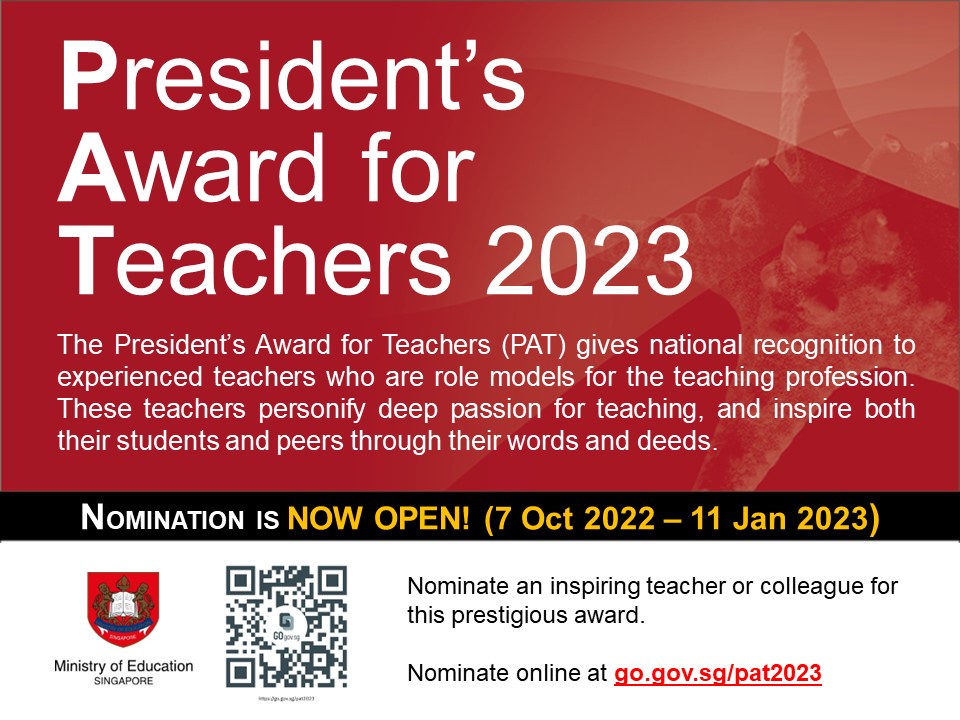 President’s
Award for
Teachers 2023
The President’s Award for Teachers (PAT) gives national recognition to
experienced teachers who are role models for the teaching profession.
These teachers personify deep passion for teaching, and inspire both
their students and peers through their words and deeds.
NOMINATION IS NOW OPEN! (7 Oct 2022 – 11 Jan 2023)
SINGAPORE
Ministry of Education
SINGAPORE
GO gov.sg
https://go.gov.sg/pat2023
Nominate an inspiring teacher or colleague for
this prestigious award.
Nominate online at go.gov.sg/pat2023